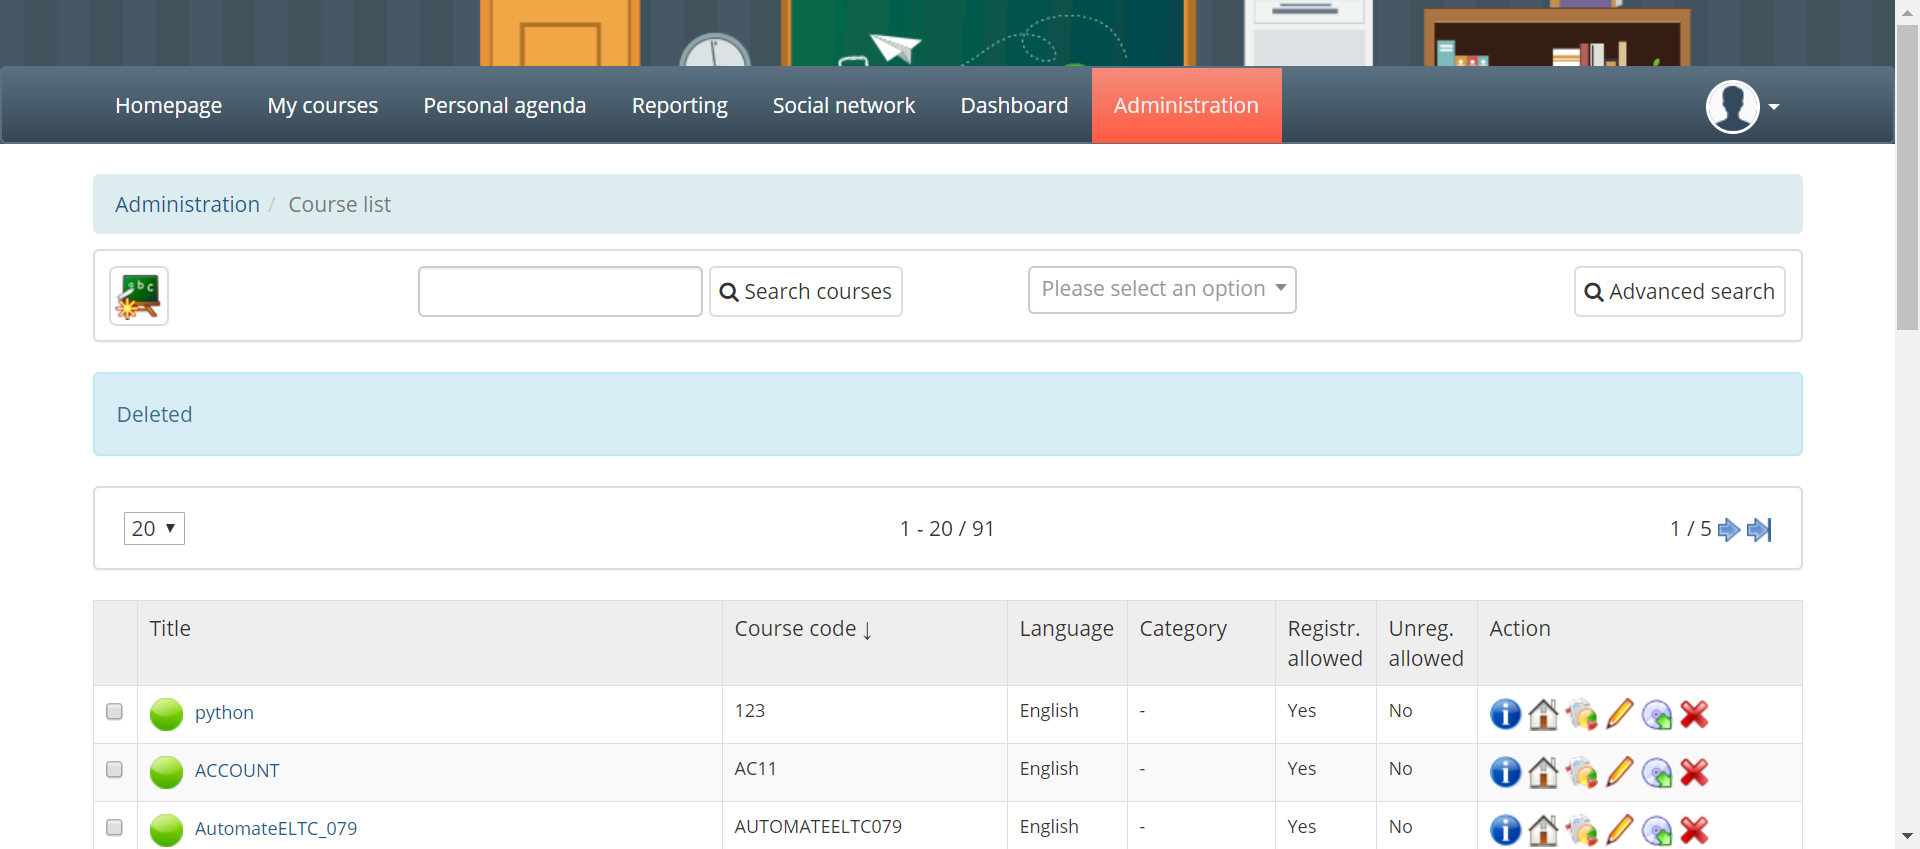 Homepage My courses Personal agenda Reporting Social network Dashboard Administration
Administration / Course list
abc
Search courses Please select an option Advanced search
Deleted
20 1 - 20 / 91 1 / 5
Title Course code ↓ Language Category Registr. allowed Unreg. allowed Action
python 123 English - Yes No
ACCOUNT AC11 English - Yes No
AutomateELTC_079 AUTOMATEELTC079 English - Yes No